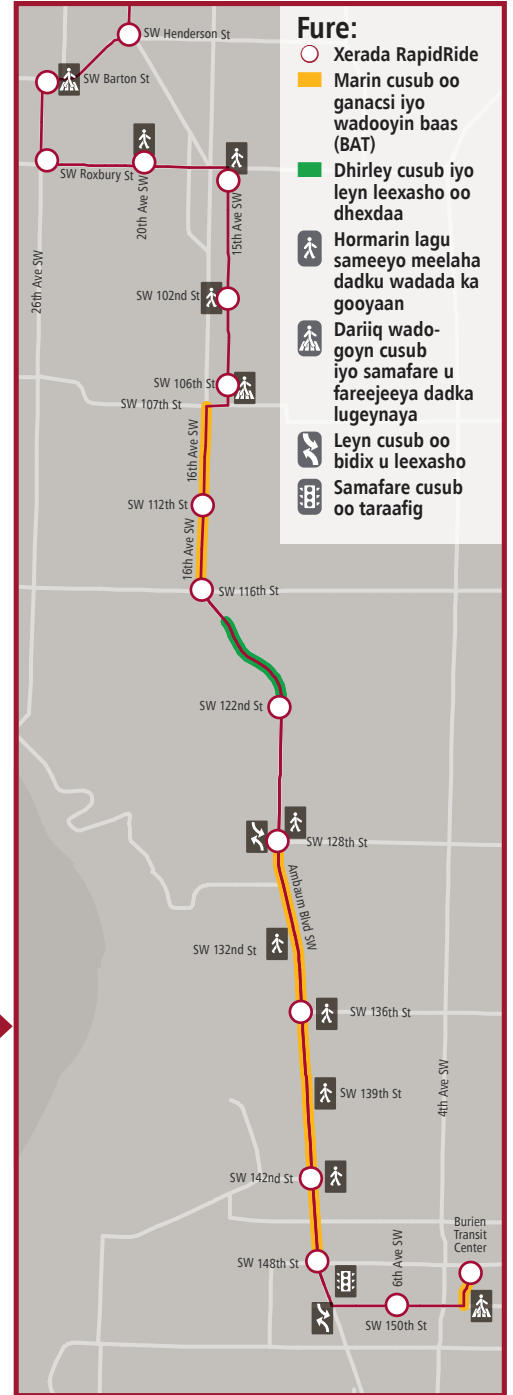 Fure:
Xerada RapidRide
Marin cusub oo
ganacsi iyo
wadooyin baas
(BAT)
Dhirley cusub iyo
leyn leexasho oo
dhexdaa
Hormarin lagu
sameeyo meelaha
dadku wadada ka
gooyaan
Dariiq wado-
goyn cusub
iyo samafare u
fareejeeya dadka
lugeynaya
Leyn cusub oo
bidix u leexasho
Samafare cusub
oo taraafig
SW Henderson St
SW Barton St
SW Roxbury St
20th Ave SW
15th Ave SW
26th Ave SW
SW 102nd St
SW 106th St
SW 107th St
16th Ave SW
SW 112th St
16th Ave SW
SW 116th St
SW 122nd St
SW 128th St
Ambaum Blvd SW
SW 132nd St
SW 136th St
SW 139th St
4th Ave SW
SW 142nd St
Burien
Transit
Center
6th Ave SW
SW 148th St
SW 150th St